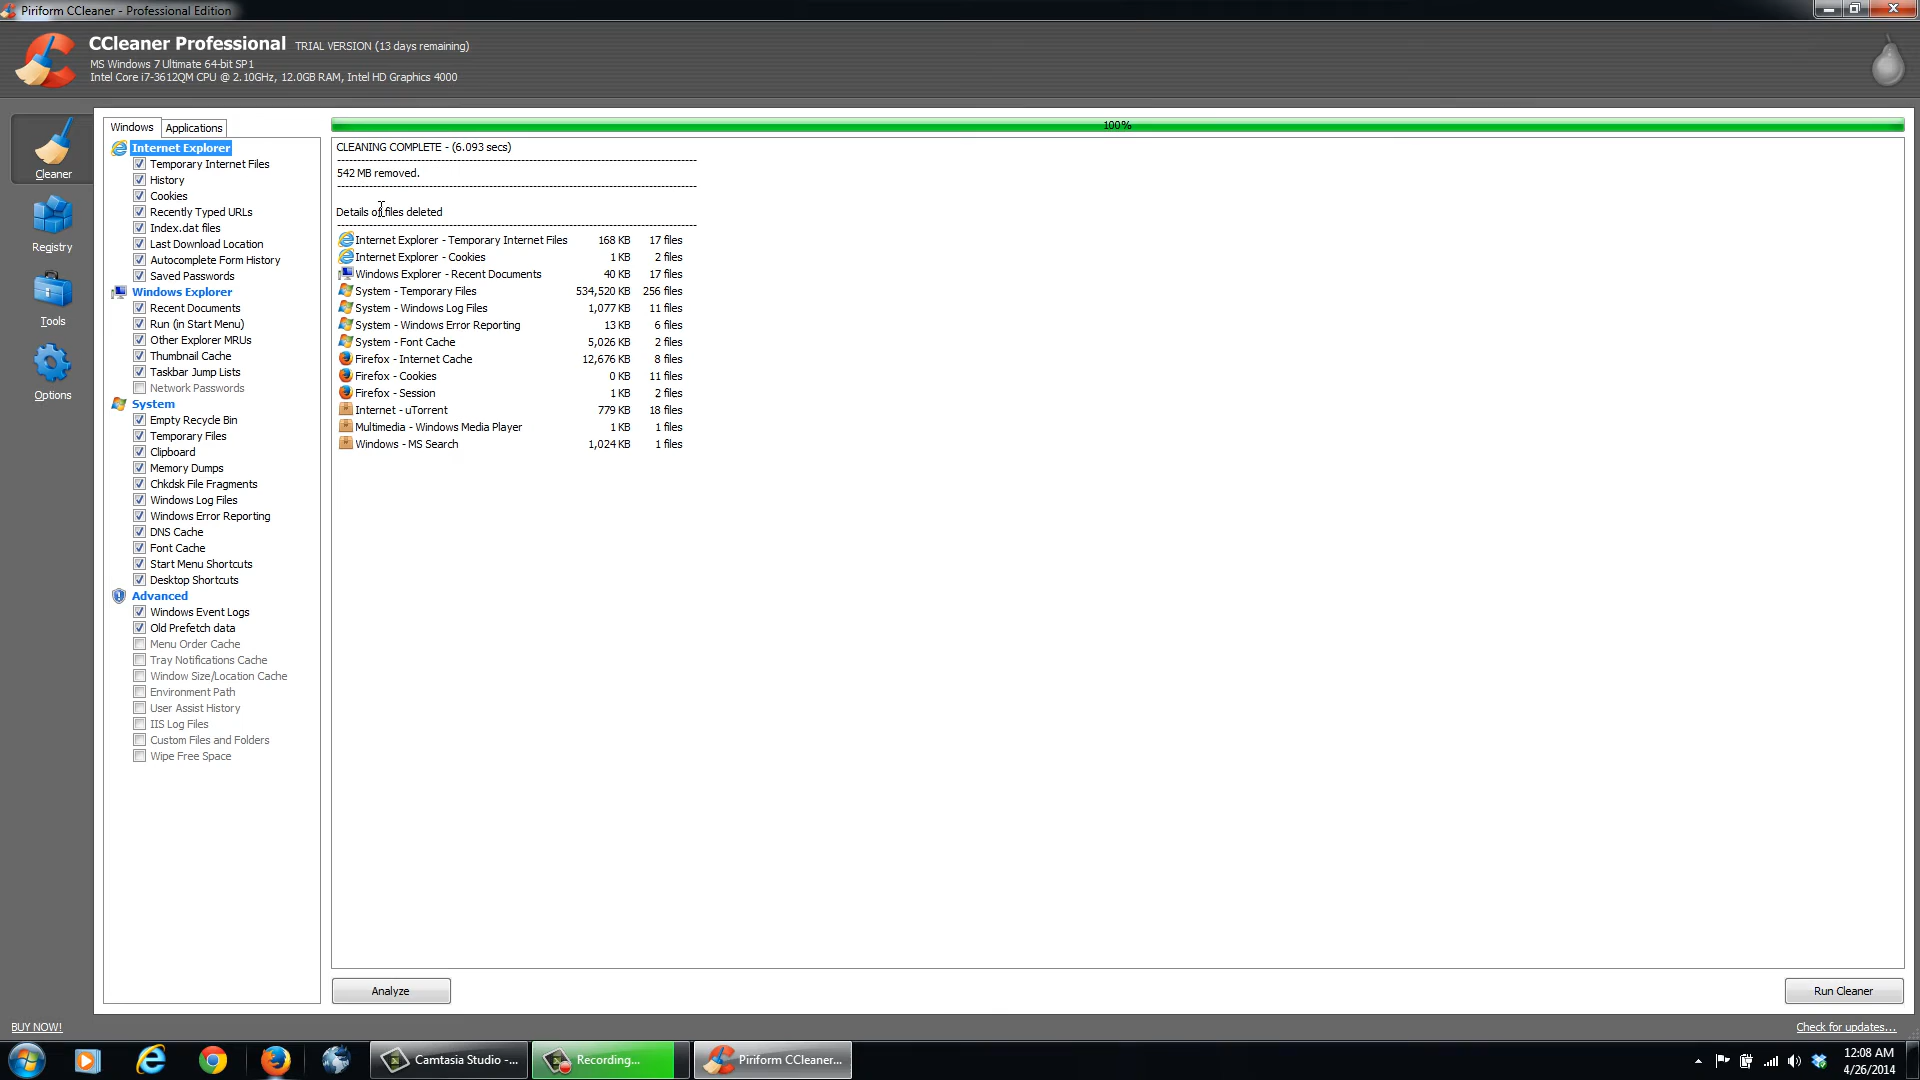 Piriform CCleaner - Professional Edition
CCleaner Professional TRIAL VERSION (13 days remaining)
MS Windows 7 Ultimate 64-bit SP1
Intel Core i7-3612QM CPU @ 2.10GHz, 12.0GB RAM, Intel HD Graphics 4000
Cleaner
Registry
Tools
Options
Windows Applications
Internet Explorer
Temporary Internet Files
History
Cookies
Recently Typed URLs
Index.dat files
Last Download Location
Autocomplete Form History
Saved Passwords
Windows Explorer
Recent Documents
Run (in Start Menu)
Other Explorer MRUs
Thumbnail Cache
Taskbar Jump Lists
Network Passwords
System
Empty Recycle Bin
Temporary Files
Clipboard
Memory Dumps
Chkdsk File Fragments
Windows Log Files
Windows Error Reporting
DNS Cache
Font Cache
Start Menu Shortcuts
Desktop Shortcuts
Advanced
Windows Event Logs
Old Prefetch data
Menu Order Cache
Tray Notifications Cache
Window Size/Location Cache
Environment Path
User Assist History
IIS Log Files
Custom Files and Folders
Wipe Free Space
100%
CLEANING COMPLETE - (6.093 secs)
542 MB removed.
Details of files deleted
Internet Explorer - Temporary Internet Files 168 KB 17 files
Internet Explorer - Cookies 1 KB 2 files
Windows Explorer - Recent Documents 40 KB 17 files
System - Temporary Files 534,520 KB 256 files
System - Windows Log Files 1,077 KB 11 files
System - Windows Error Reporting 13 KB 6 files
System - Font Cache 5,026 KB 2 files
Firefox - Internet Cache 12,676 KB 8 files
Firefox - Cookies 0 KB 11 files
Firefox - Session 1 KB 2 files
Internet - uTorrent 779 KB 18 files
Multimedia - Windows Media Player 1 KB 1 files
Windows - MS Search 1,024 KB 1 files
Analyze Run Cleaner
BUY NOW! Check for updates...
Camtasia Studio -... Recording... Piriform CCleaner...
12:08 AM
4/26/2014